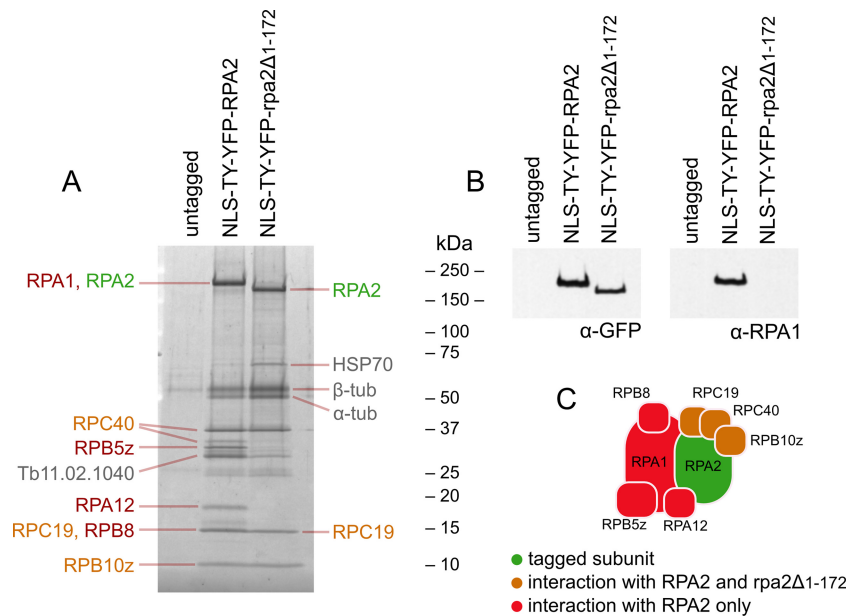 A
untagged
NLS-TY-YFP-RPA2
NLS-TY-YFP-rpa2Δ1-172
RPA1, RPA2
RPC40
RPB5z
Tb11.02.1040
RPA12
RPC19, RPB8
RPB10z
RPA2
HSP70
β-tub
α-tub
RPC19
kDa
– 250 –
– 150 –
– 100
– 75
– 50
– 37
– 25
– 20
– 15
– 10
B
untagged
NLS-TY-YFP-RPA2
NLS-TY-YFP-rpa2Δ1-172
α-GFP
untagged
NLS-TY-YFP-RPA2
NLS-TY-YFP-rpa2Δ1-172
α-RPA1
C
RPB8
RPC19
RPC40
RPB10z
RPA1
RPA2
RPB5z
RPA12
tagged subunit
interaction with RPA2 and rpa2Δ1-172
interaction with RPA2 only